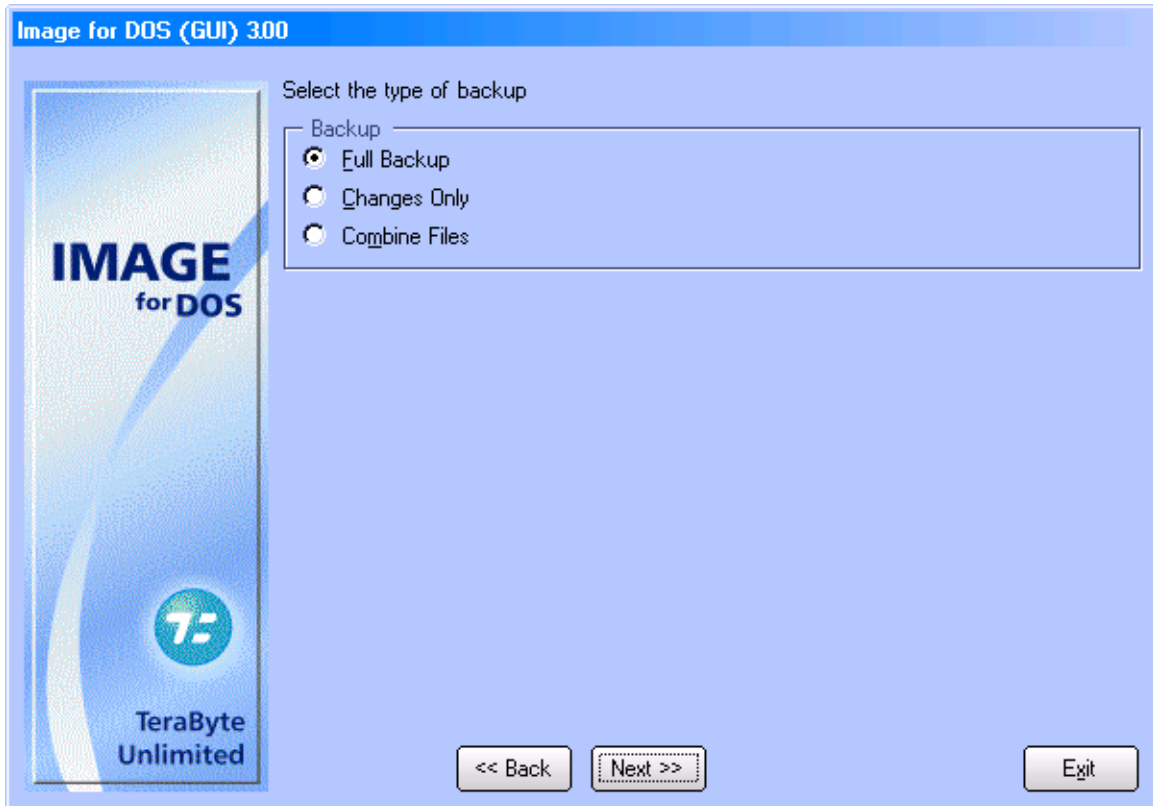 Image for DOS (GUI) 3.00
Select the type of backup
Backup
Full Backup
Changes Only
Combine Files
IMAGE
for DOS
TeraByte
Unlimited
<< Back
Next >>
Exit